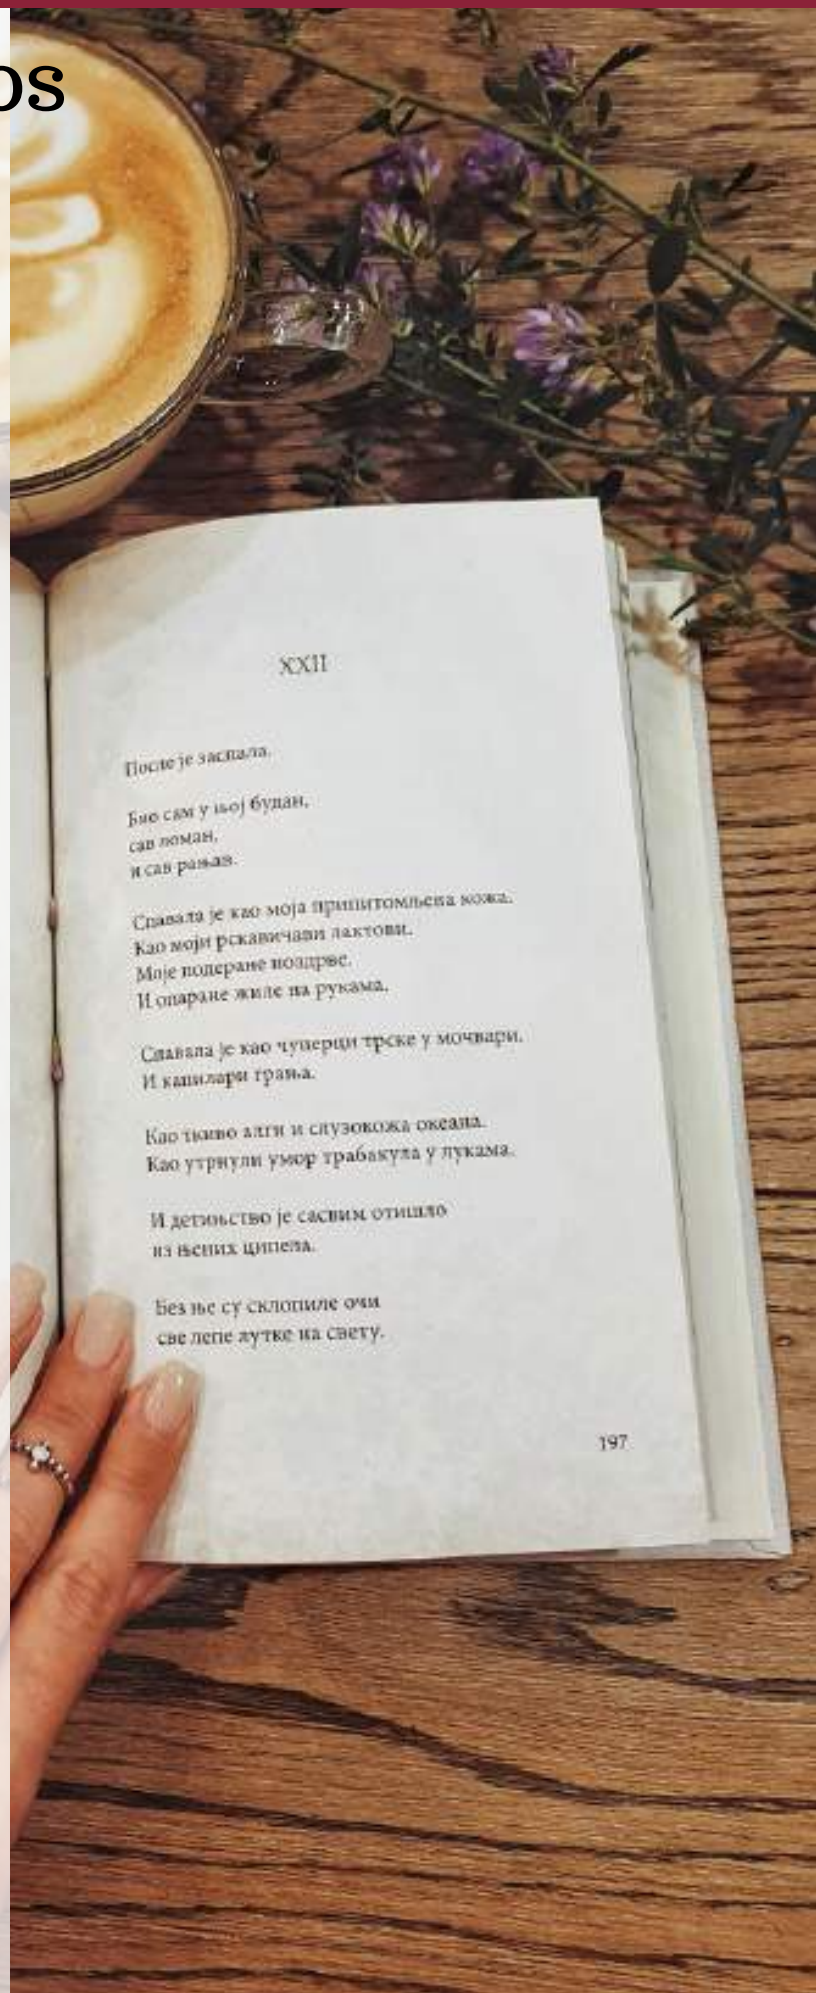 os
XXII
После је заспала.
Био сам у њој будан,
сав ломан,
и сав рањав.
Спавала је као моја припитомљена кожа.
Као моји рскавичави лактови.
Моје подеране ноздрве.
И опаране жиле на рукама.
Спавала је као чуперци трске у мочвари.
И капилари грања.
Као ткиво алги и слузокожа океана.
Као утрнули умор трабакула у лукама.
И детињство је сасвим отишло
из њених ципела.
Без ње су склопиле очи
све лепе лутке на свету.
197